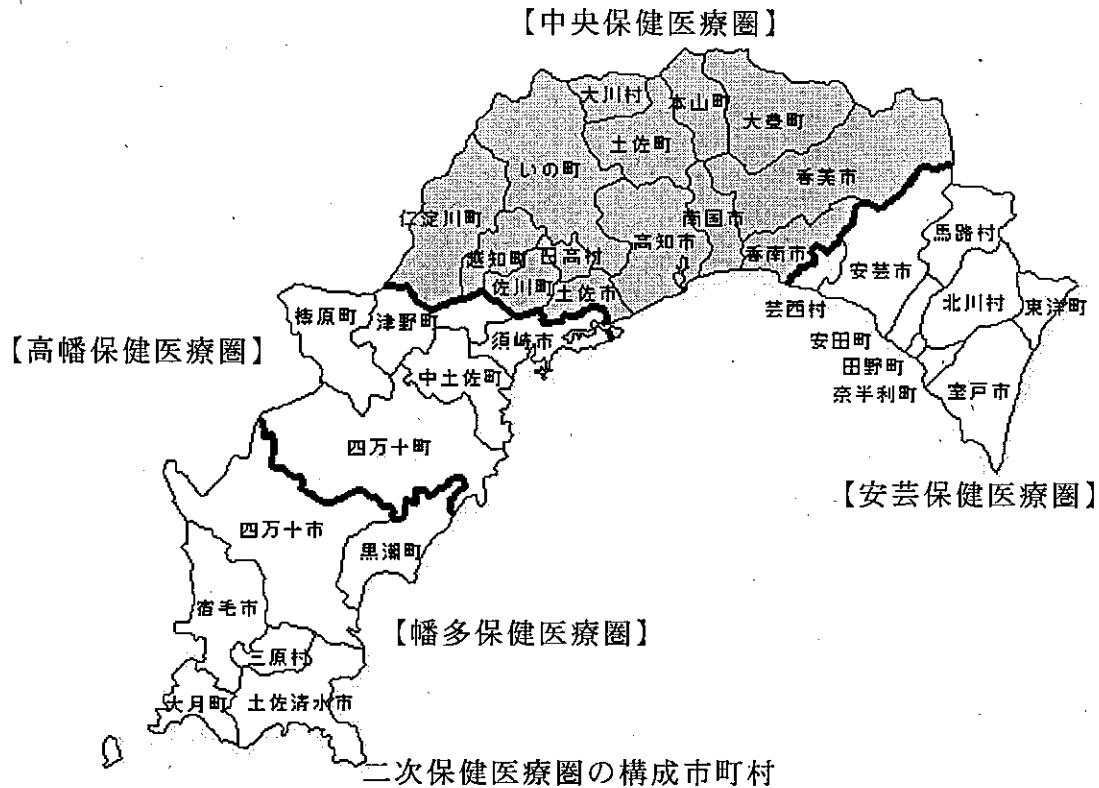 【中央保健医療圏】
大川村
本山町
大豊町
土佐町
いの町
香美市
仁淀川町
南国市
高知市
馬路村
越知町
日高村
香南市
安芸市
佐川町
土佐市
北川村
東洋町
梼原町
津野町
芸西村
須崎市
安田町
【高幡保健医療圏】
中土佐町
田野町
奈半利町
室戸市
四万十町
【安芸保健医療圏】
四万十市
黒潮町
宿毛市
【幡多保健医療圏】
三原村
大月町
土佐清水市
二次保健医療圏の構成市町村